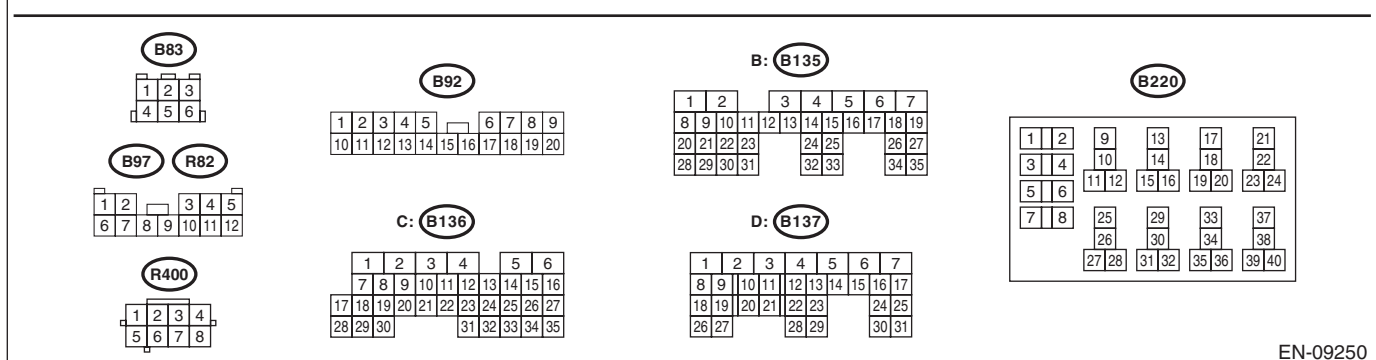 B83
1 2 3
4 5 6
B97 R82
1 2 3 4 5
6 7 8 9 10 11 12
R400
1 2 3 4
5 6 7 8
B92
1 2 3 4 5 6 7 8 9
10 11 12 13 14 15 16 17 18 19 20
C: B136
1 2 3 4 5 6
7 8 9 10 11 12 13 14 15 16
17 18 19 20 21 22 23 24 25 26 27
28 29 30 31 32 33 34 35
B: B135
1 2 3 4 5 6 7
8 9 10 11 12 13 14 15 16 17 18 19
20 21 22 23 24 25 26 27
28 29 30 31 32 33 34 35
D: B137
1 2 3 4 5 6 7
8 9 10 11 12 13 14 15 16 17
18 19 20 21 22 23 24 25
26 27 28 29 30 31
B220
1 2 9 13 17 21
3 4 10 14 18 22
5 6 11 12 15 16 19 20 23 24
7 8 25 29 33 37
26 30 34 38
27 28 31 32 35 36 39 40
EN-09250